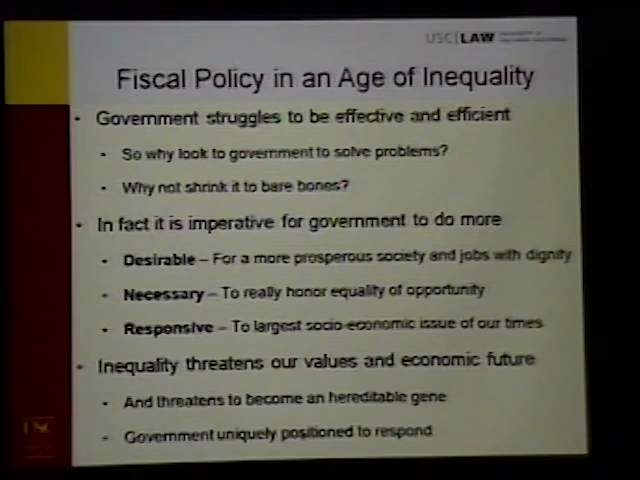 USC LAW
Fiscal Policy in an Age of Inequality
• Government struggles to be effective and efficient
• So why look to government to solve problems?
• Why not shrink it to bare bones?
• In fact it is imperative for government to do more
• Desirable – For a more prosperous society and jobs with dignity
• Necessary – To really honor equality of opportunity
• Responsive – To largest socio-economic issue of our times
• Inequality threatens our values and economic future
• And threatens to become an hereditable gene
• Government uniquely positioned to respond
USC